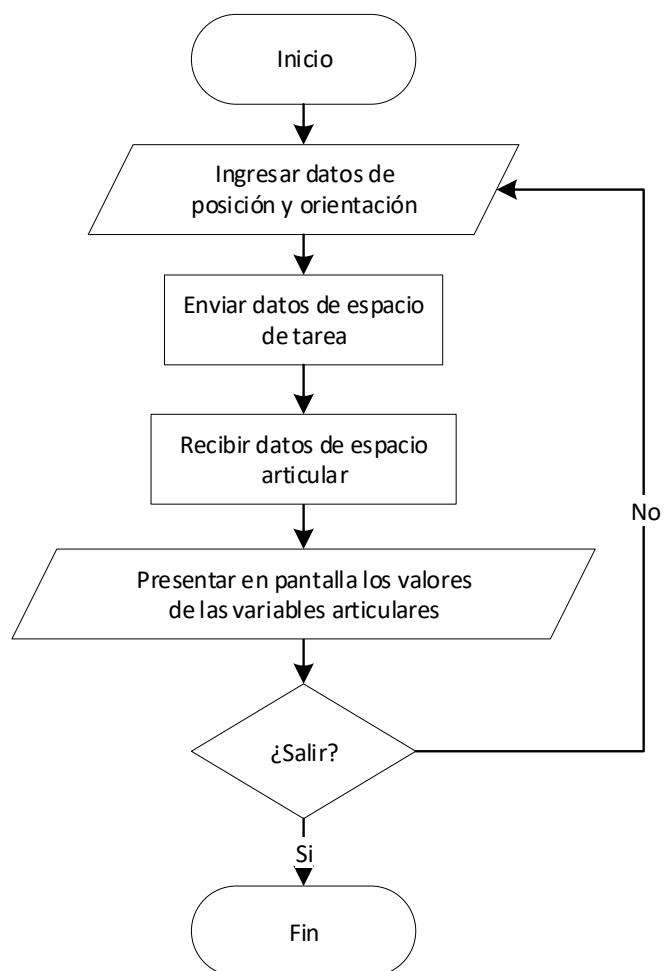 Inicio
Ingresar datos de
posición y orientación
Enviar datos de espacio
de tarea
Recibir datos de espacio
articular
No
Presentar en pantalla los valores
de las variables articulares
¿Salir?
Si
Fin